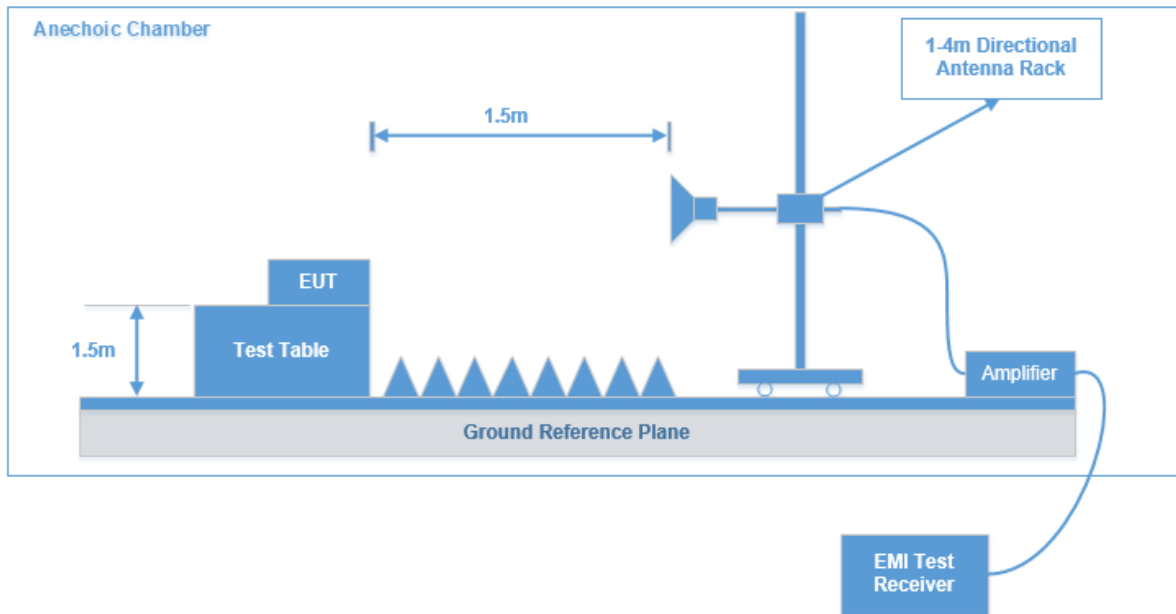 Anechoic Chamber
1-4m Directional
Antenna Rack
1.5m
EUT
1.5m
Test Table
Amplifier
Ground Reference Plane
EMI Test
Receiver